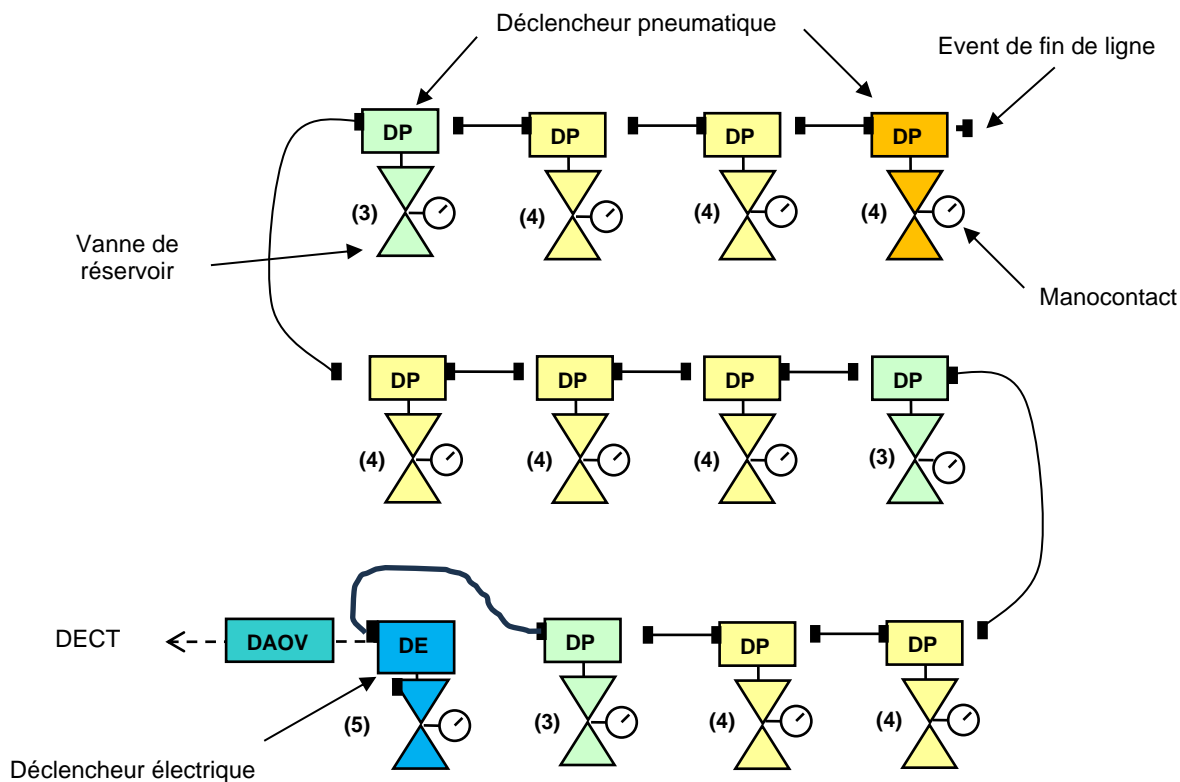 Déclencheur pneumatique
Event de fin de ligne
DP
DP
DP
DP
(3)
(4)
(4)
(4)
Vanne de
réservoir
Manocontact
DP
DP
DP
DP
(4)
(4)
(4)
(3)
DECT
DAOV
DE
DP
DP
DP
(5)
(3)
(4)
(4)
Déclencheur électrique